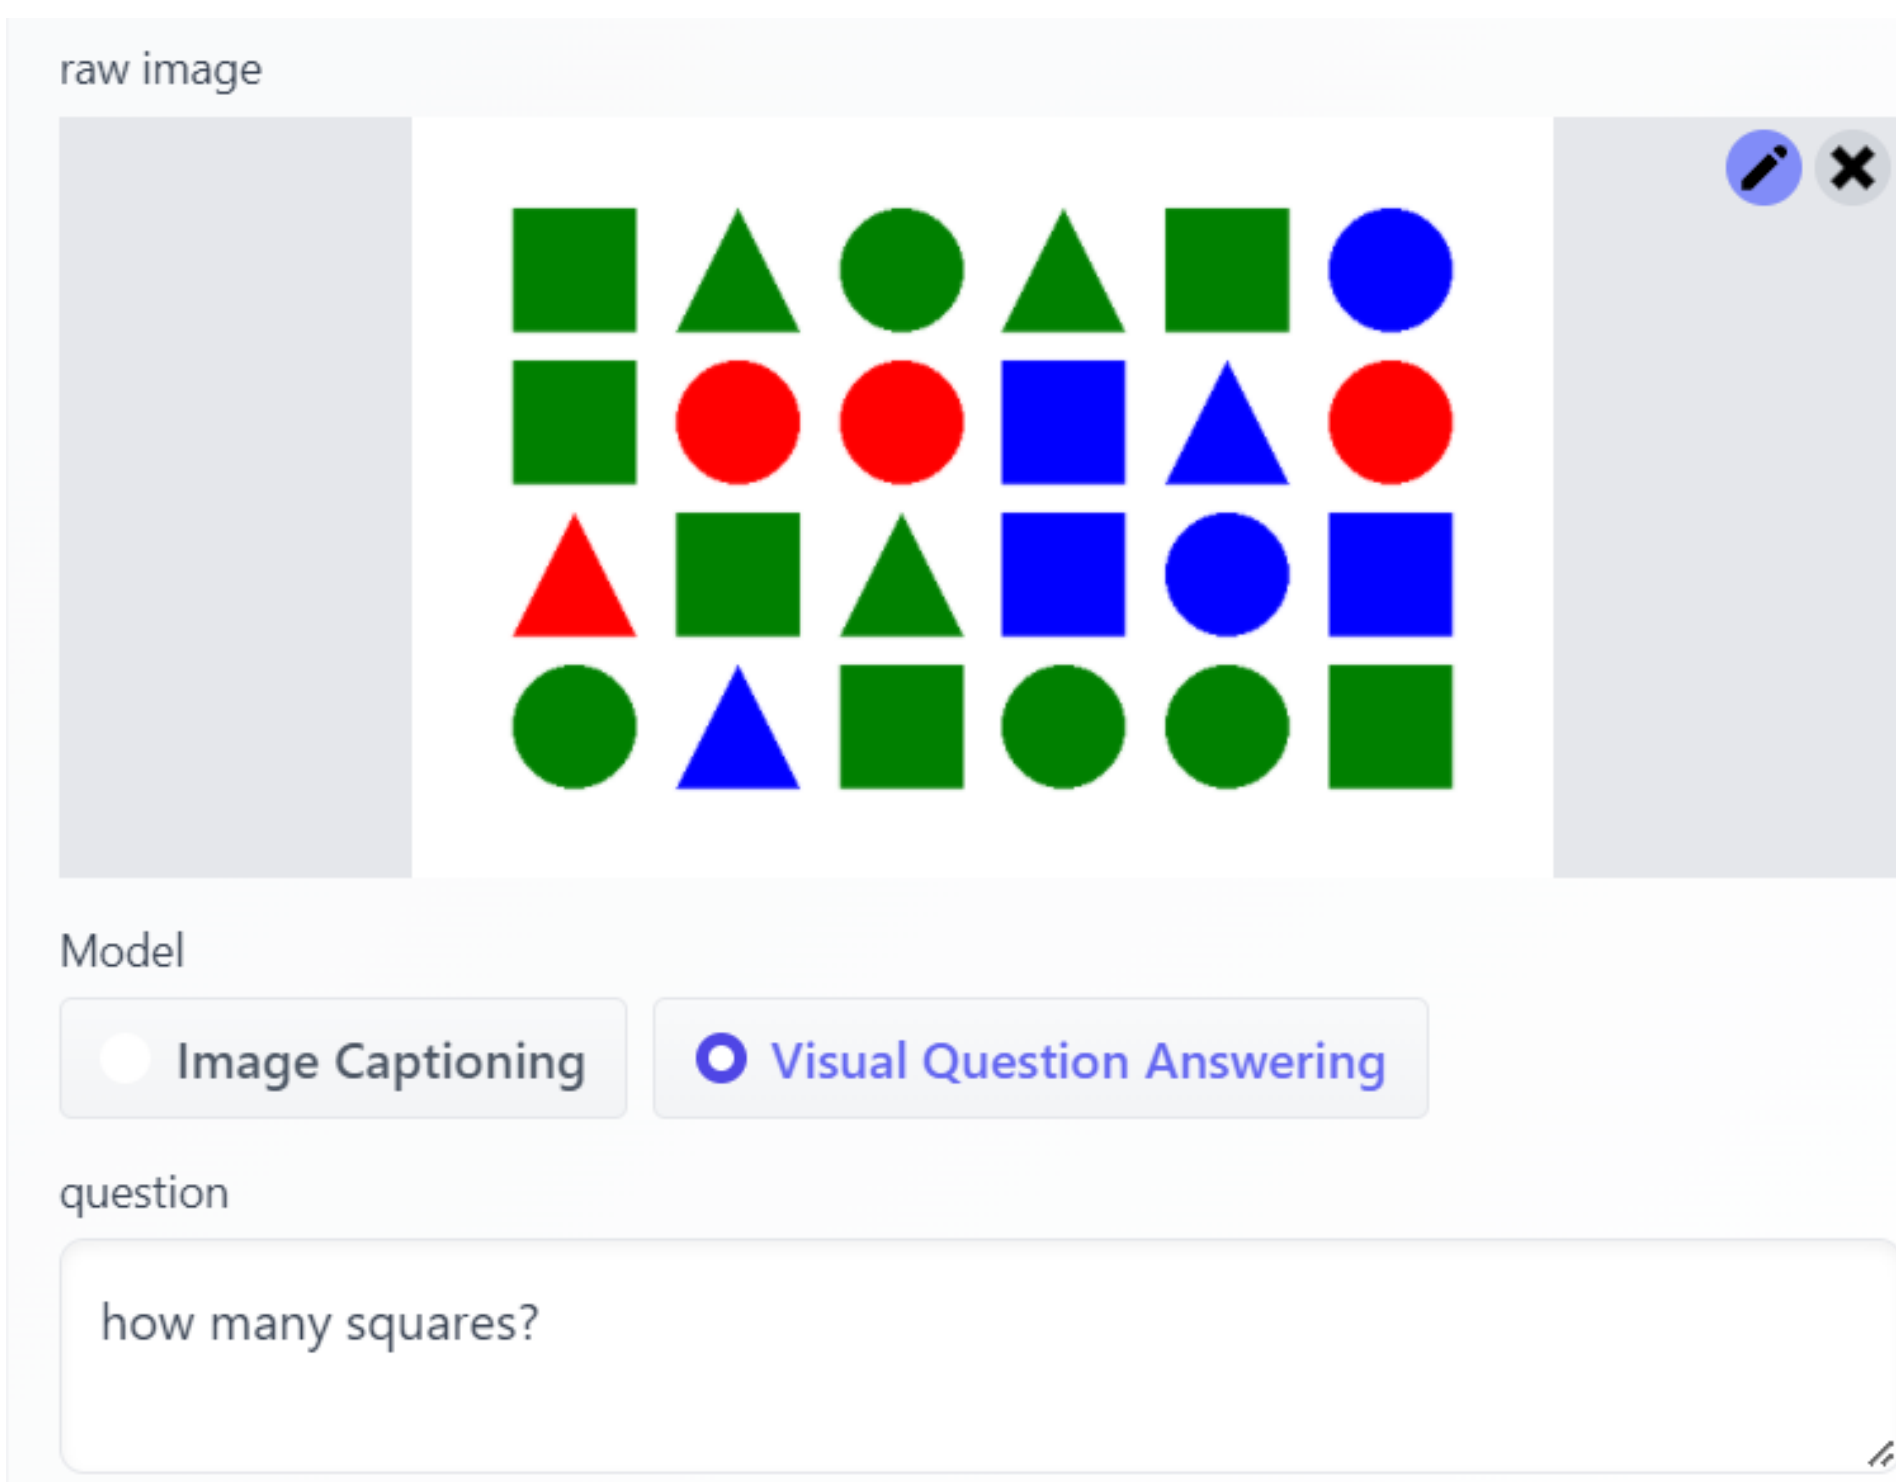 raw image
Model
Image Captioning
Visual Question Answering
question
how many squares?